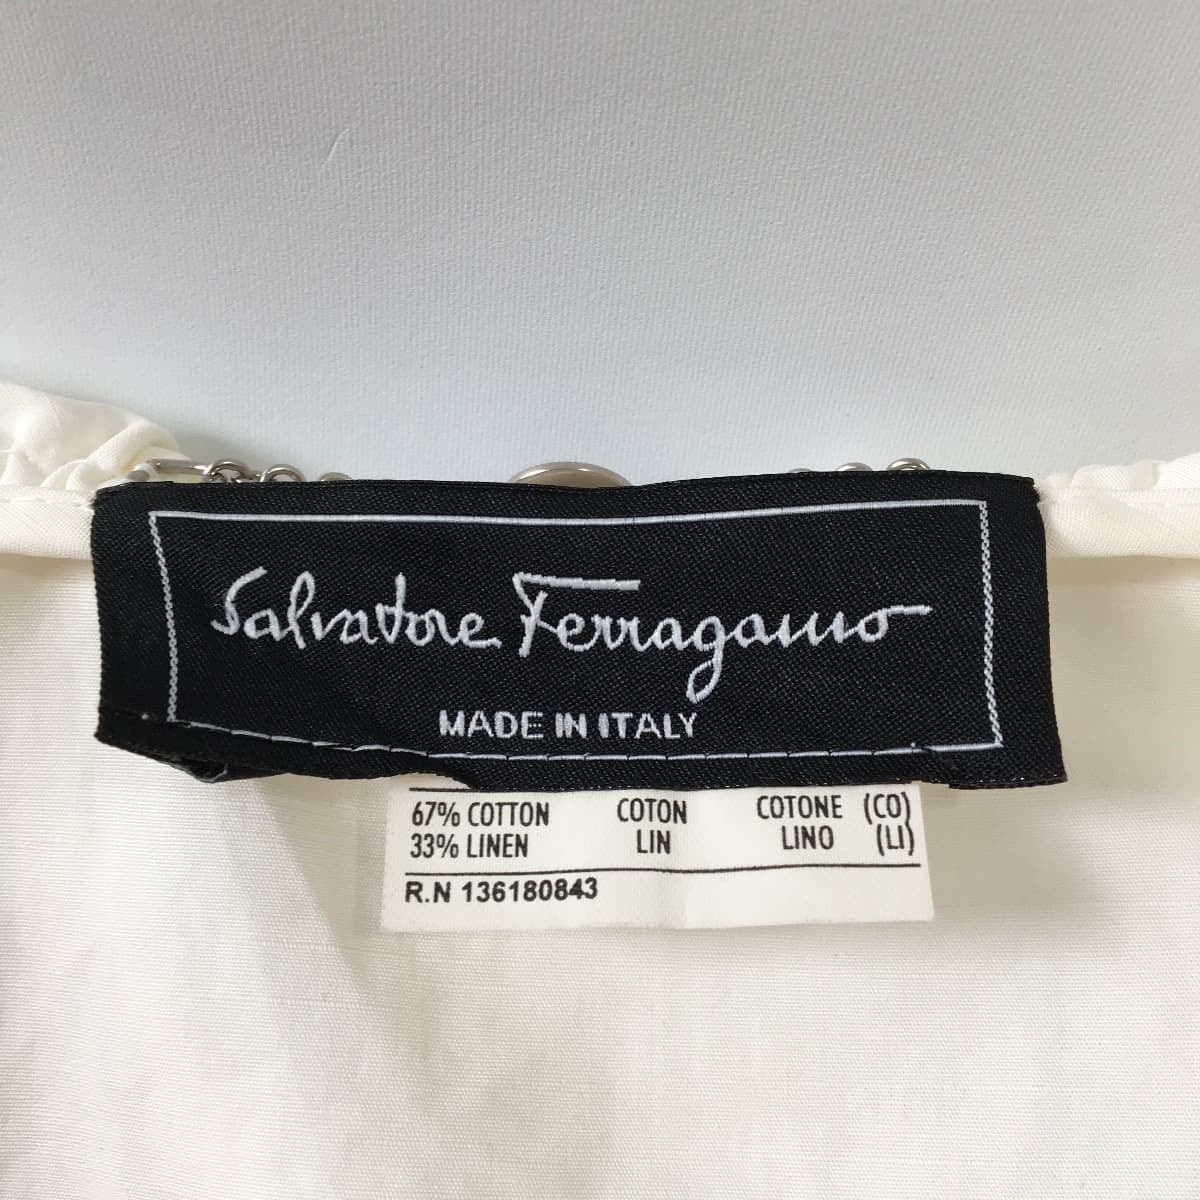 Salvatore Ferragamo
MADE IN ITALY
67% COTTON COTON COTONE (CO)
33% LINEN LIN LINO (LI)
R.N 136180843